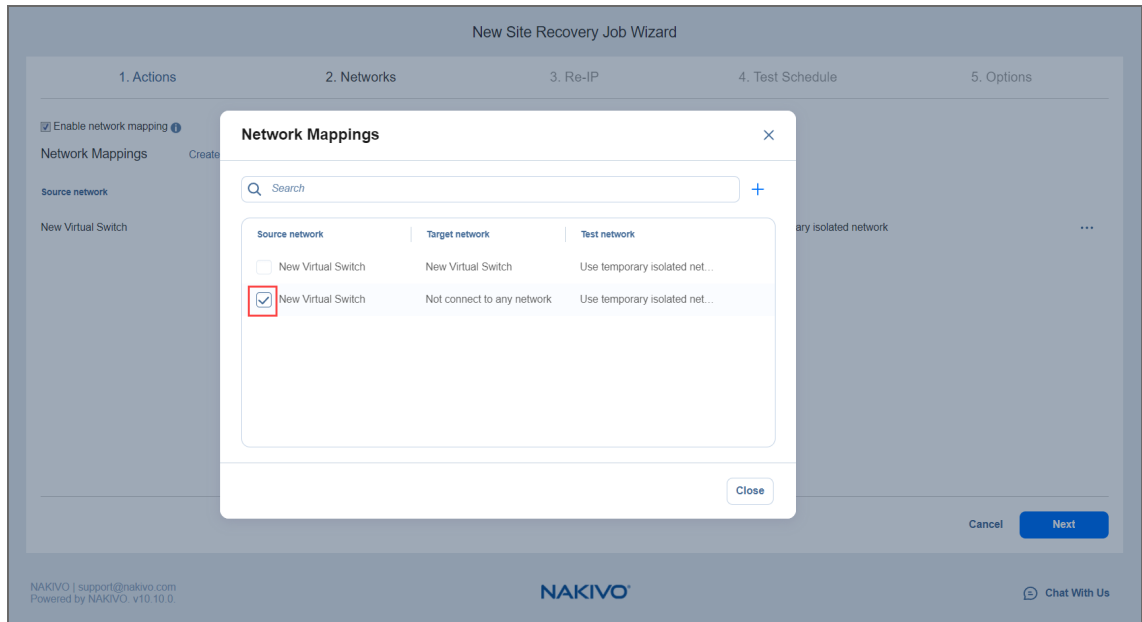 New Site Recovery Job Wizard
1. Actions 2. Networks 3. Re-IP 4. Test Schedule 5. Options
Enable network mapping
Network Mappings Create
Source network
New Virtual Switch ary isolated network ...
Network Mappings
Search
Source network Target network Test network
New Virtual Switch New Virtual Switch Use temporary isolated net...
New Virtual Switch Not connect to any network Use temporary isolated net...
Close
Cancel Next
NAKIVO | support@nakivo.com
Powered by NAKIVO. v10.10.0.
NAKIVO®
Chat With Us